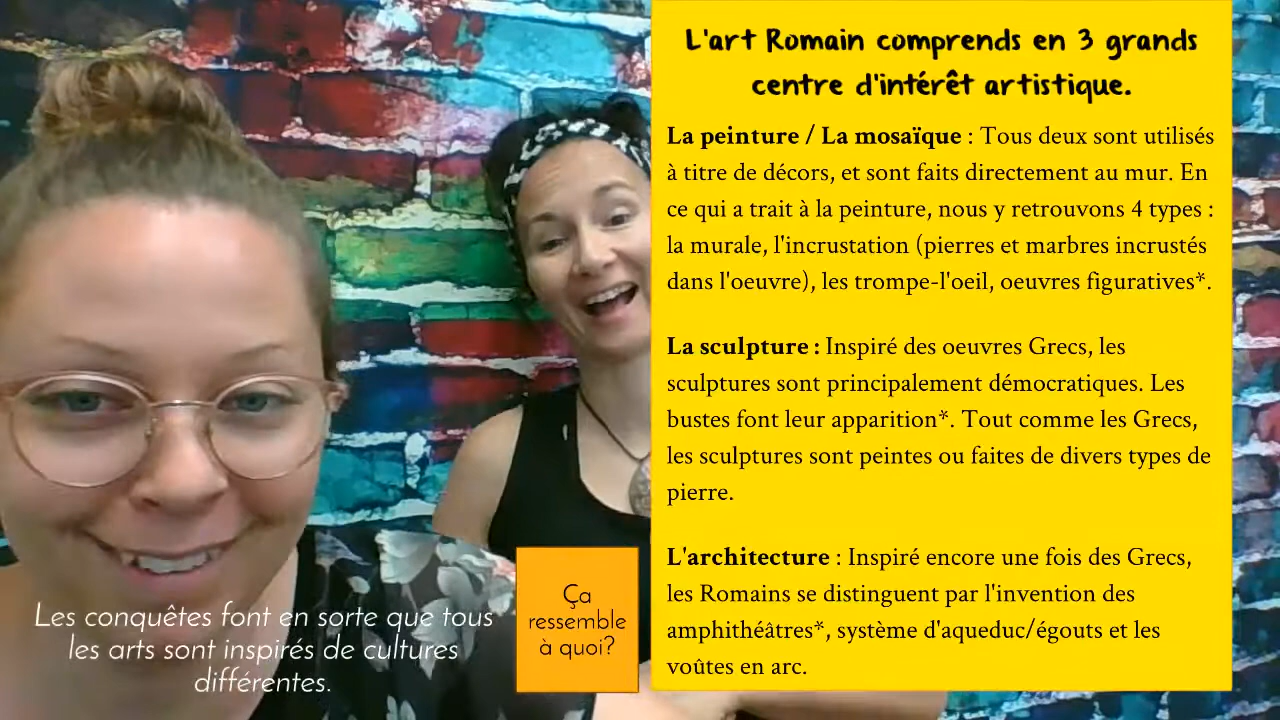 L'art Romain comprends en 3 grands
centre d'intérêt artistique.
La peinture / La mosaïque : Tous deux sont utilisés
à titre de décors, et sont faits directement au mur. En
ce qui a trait à la peinture, nous y retrouvons 4 types :
la murale, l'incrustation (pierres et marbres incrustés
dans l'oeuvre), les trompe-l'oeil, oeuvres figuratives*.
La sculpture : Inspiré des oeuvres Grecs, les
sculptures sont principalement démocratiques. Les
bustes font leur apparition*. Tout comme les Grecs,
les sculptures sont peintes ou faites de divers types de
pierre.
L'architecture : Inspiré encore une fois des Grecs,
les Romains se distinguent par l'invention des
amphithéâtres*, système d'aqueduc/égouts et les
voûtes en arc.
Ça
ressemble
à quoi?
Les conquêtes font en sorte que tous
les arts sont inspirés de cultures
différentes.